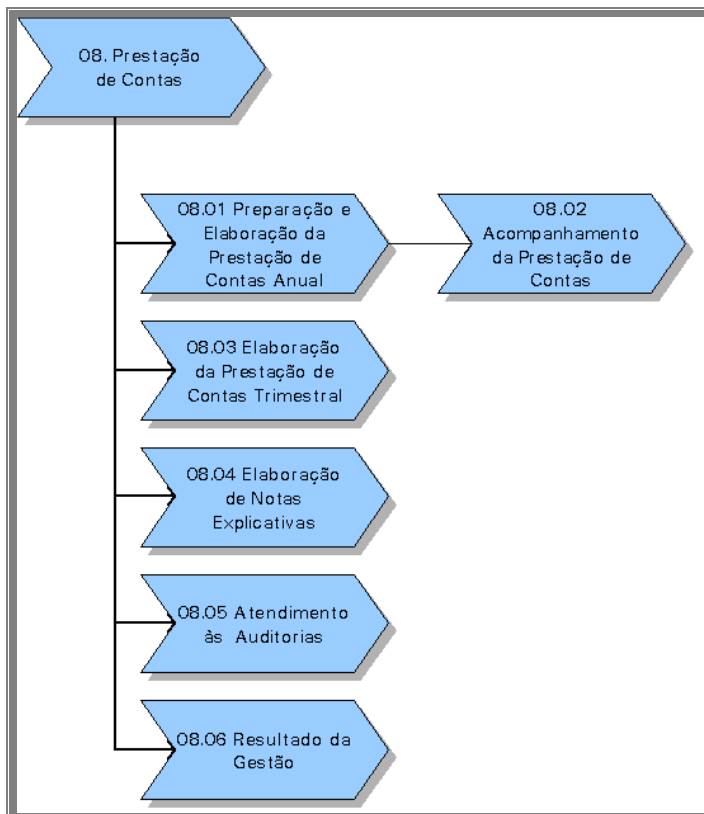 08. Prestação
de Contas
08.01 Preparação e
Elaboração da
Prestação de
Contas Anual
08.02
Acompanhamento
da Prestação de
Contas
08.03 Elaboração
da Prestação de
Contas Trimestral
08.04 Elaboração
de Notas
Explicativas
08.05 Atendimento
às Auditorias
08.06 Resultado da
Gestão